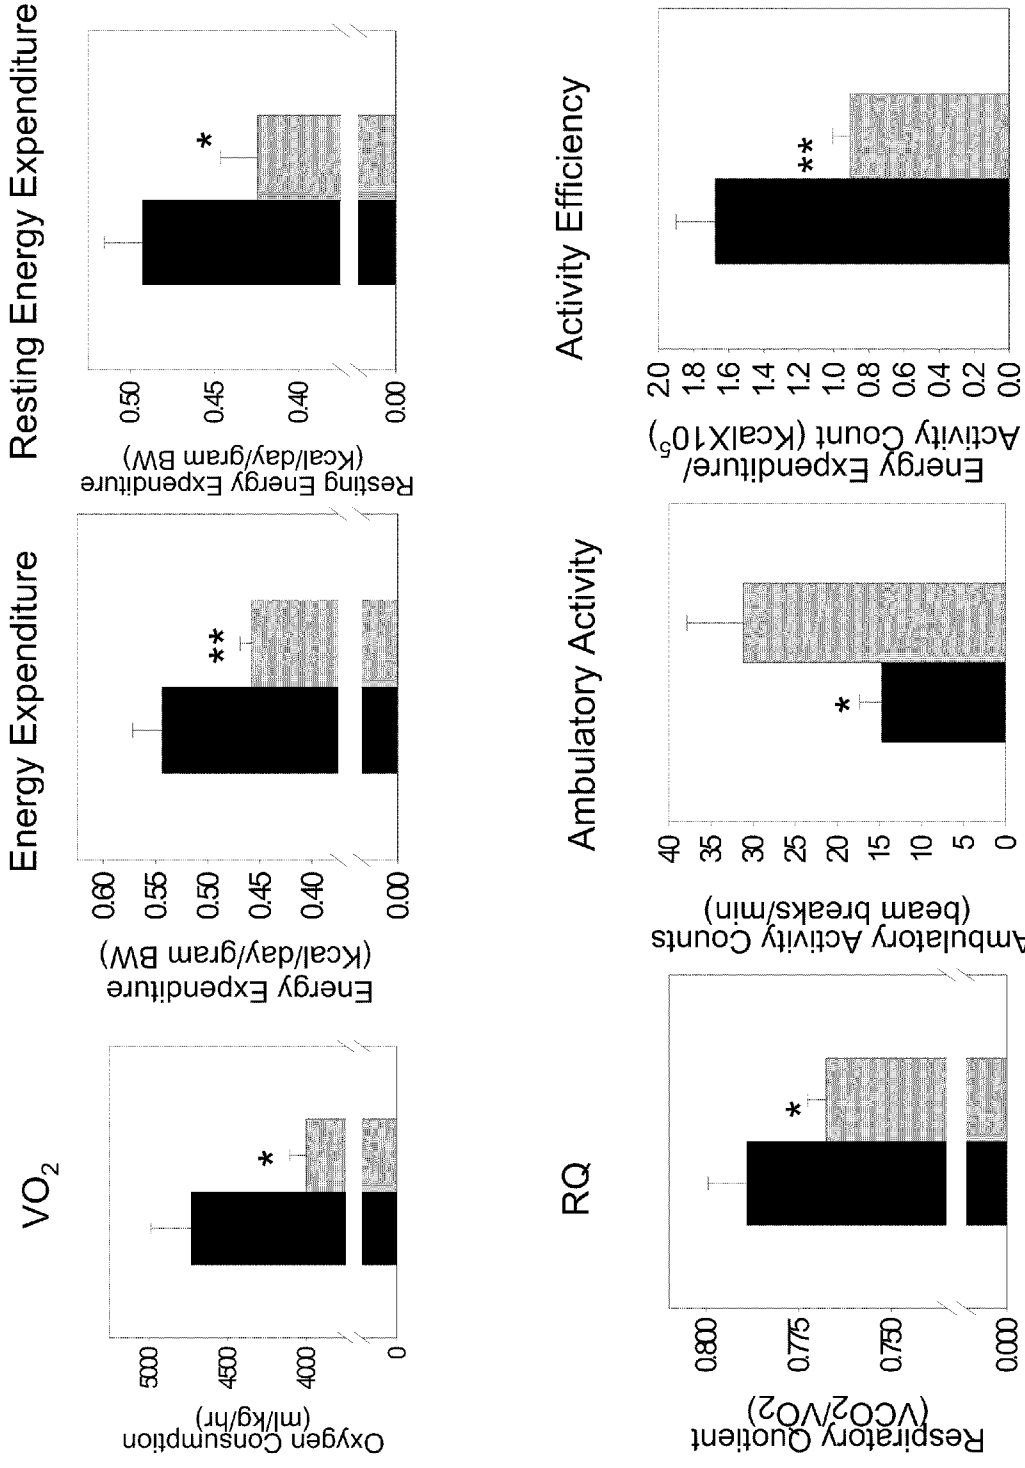 VO2
Oxygen Consumption
(ml/kg/hr)
5000
4500
4000
0
*
Energy Expenditure
Energy Expenditure
(Kcal/day/gram BW)
0.60
0.55
0.50
0.45
0.40
0.00
**
Resting Energy Expenditure
Resting Energy Expenditure
(Kcal/day/gram BW)
0.50
0.45
0.40
0.00
*
RQ
Respiratory Quotient
(VCO2/VO2)
0.800
0.775
0.750
0.000
*
Ambulatory Activity
Ambulatory Activity Counts
(beam breaks/min)
40
35
30
25
20
15
10
5
0
*
Activity Efficiency
Energy Expenditure/
Activity Count (KcalX10⁵)
2.0
1.8
1.6
1.4
1.2
1.0
0.8
0.6
0.4
0.2
0.0
**